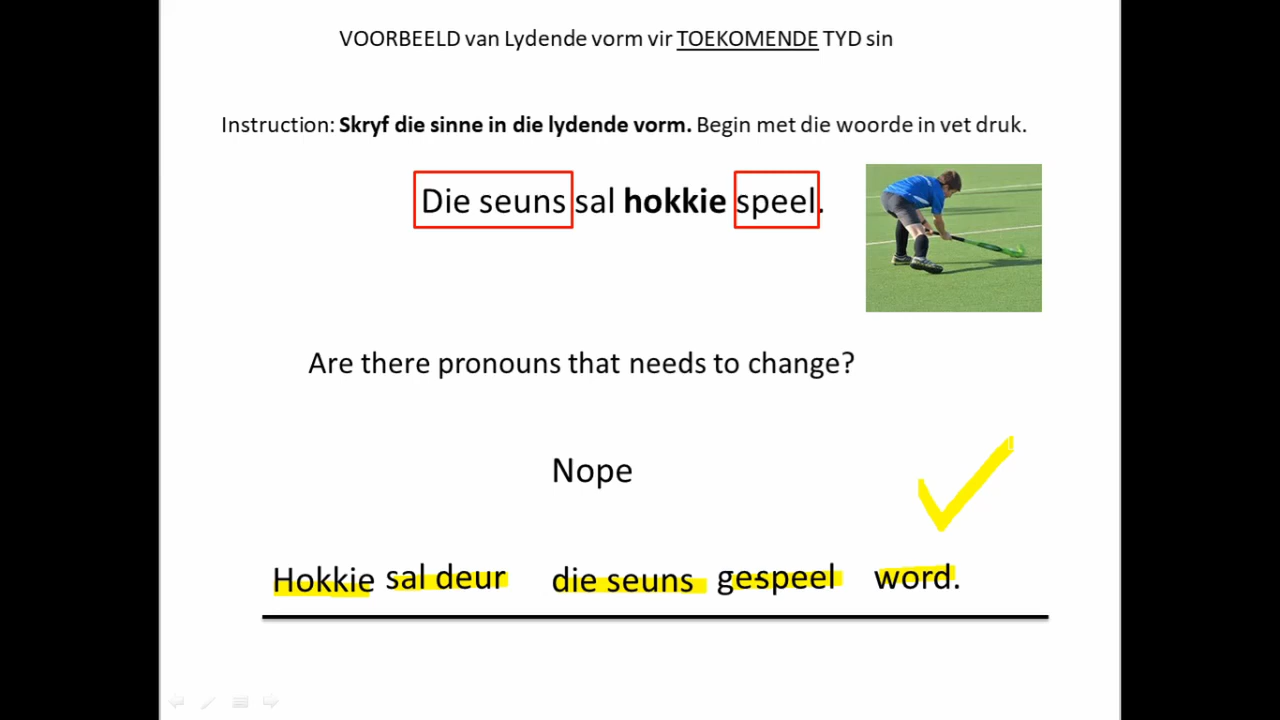 VOORBEELD van Lydende vorm vir TOEKOMENDE TYD sin
Instruction: Skryf die sinne in die lydende vorm. Begin met die woorde in vet druk.
Die seuns sal hokkie speel.
Are there pronouns that needs to change?
Nope
Hokkie sal deur die seuns gespeel word.